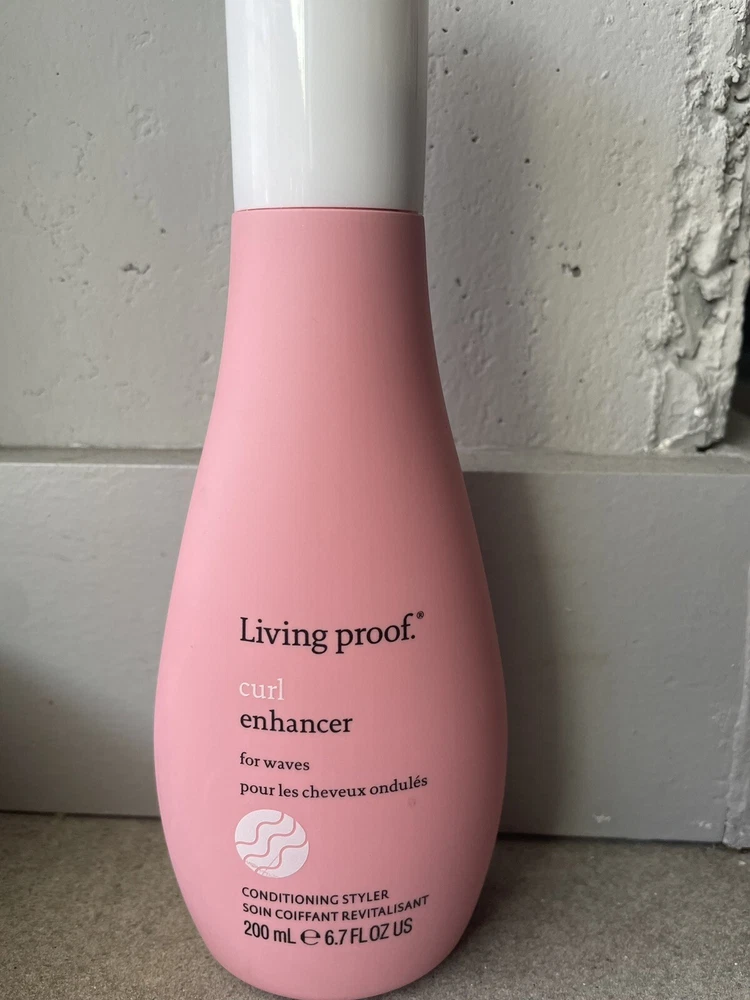 Living proof.®
curl
enhancer
for waves
pour les cheveux ondulés
CONDITIONING STYLER
SOIN COIFFANT REVITALISANT
200 mL ℮ 6.7 FL OZ US